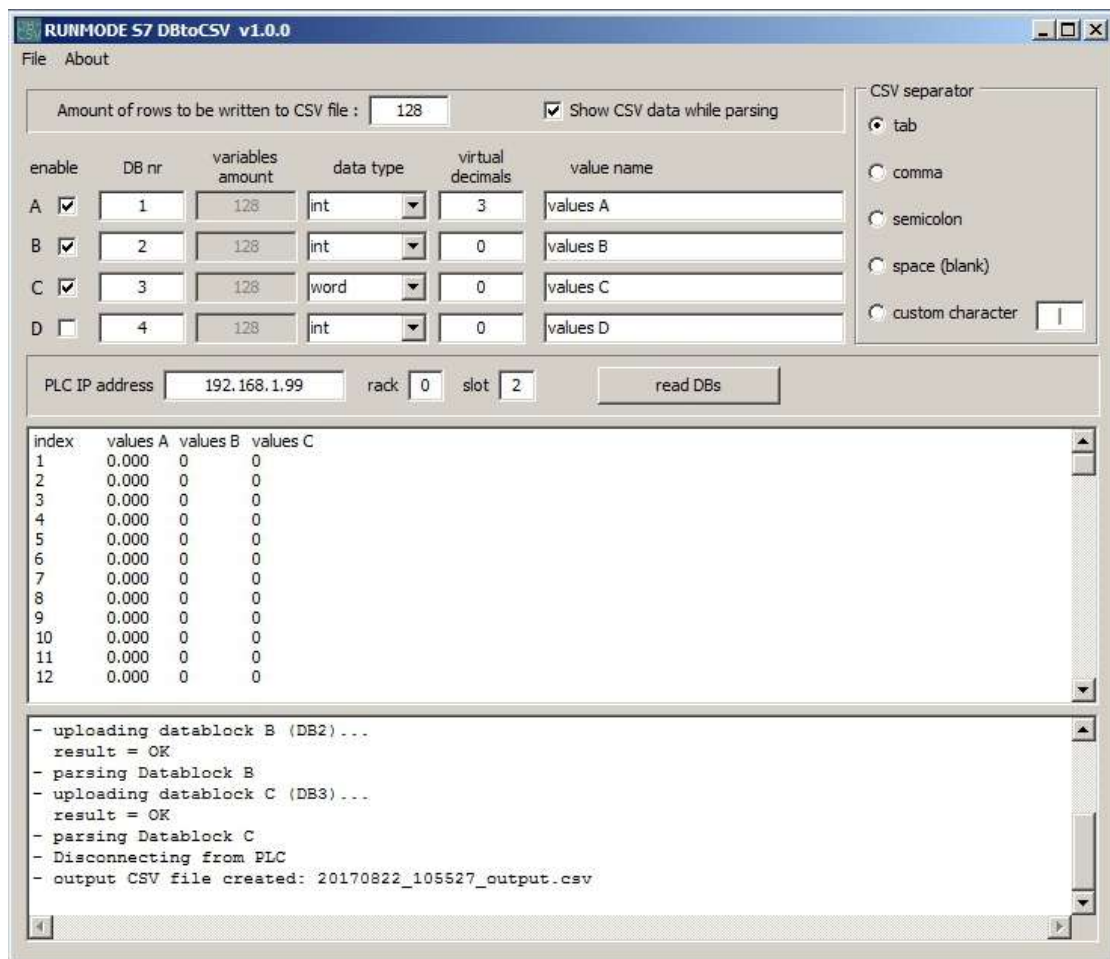 RUNMODE S7 DBtoCSV v1.0.0
File About
Amount of rows to be written to CSV file : 128 Show CSV data while parsing
CSV separator
tab
comma
semicolon
space (blank)
custom character |
enable DB nr variables amount data type virtual decimals value name
A 1 128 int 3 values A
B 2 128 int 0 values B
C 3 128 word 0 values C
D 4 128 int 0 values D
PLC IP address 192.168.1.99 rack 0 slot 2 read DBs
index values A values B values C
1 0.000 0 0
2 0.000 0 0
3 0.000 0 0
4 0.000 0 0
5 0.000 0 0
6 0.000 0 0
7 0.000 0 0
8 0.000 0 0
9 0.000 0 0
10 0.000 0 0
11 0.000 0 0
12 0.000 0 0
- uploading datablock B (DB2)...
result = OK
- parsing Datablock B
- uploading datablock C (DB3)...
result = OK
- parsing Datablock C
- Disconnecting from PLC
- output CSV file created: 20170822_105527_output.csv